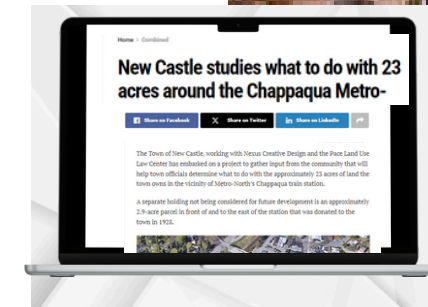 Home / Combined
New Castle studies what to do with 23
acres around the Chappaqua Metro-
Share on Facebook
Share on Twitter
Share on LinkedIn
The Town of New Castle, working with Nexus Creative Design and the Pace Land Use
Law Center has embarked on a project to gather input from the community that will
help town officials determine what to do with the approximately 23 acres of land the
town owns in the vicinity of Metro-North's Chappaqua train station.
A separate holding not being considered for future development is an approximately
2.9-acre parcel in front of and to the east of the station that was donated to the
town in 1928.